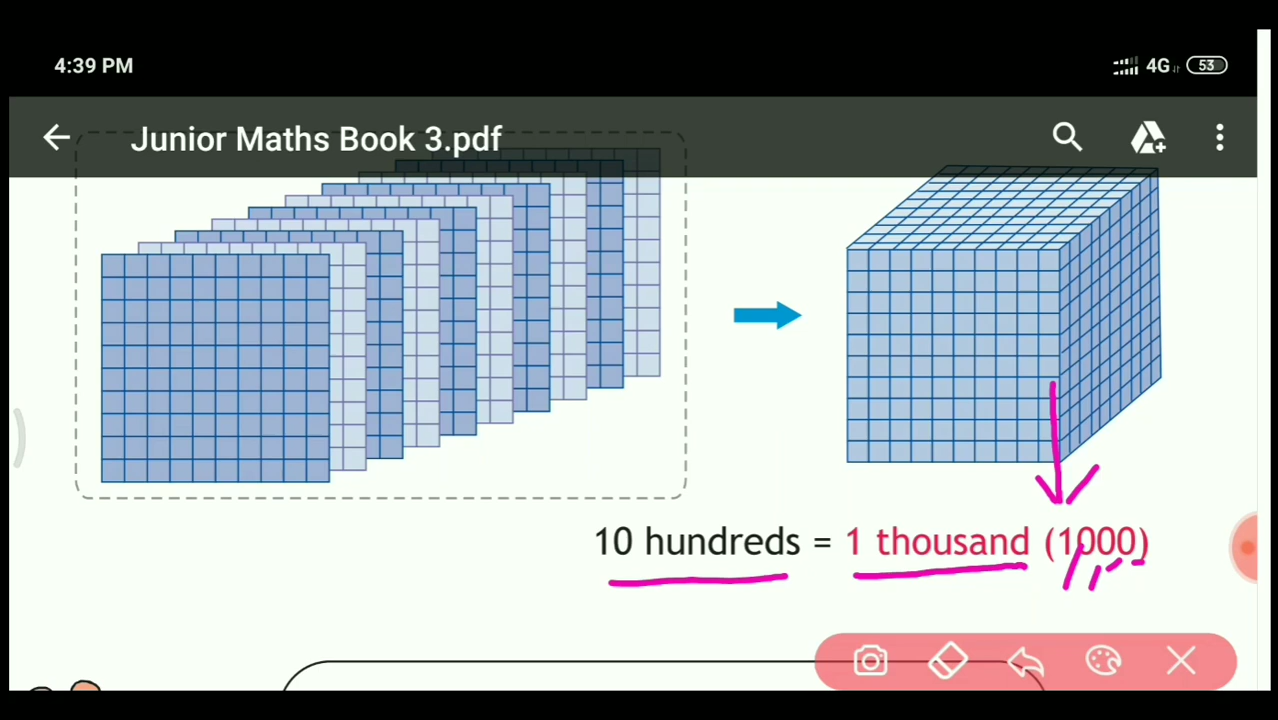 4:39 PM
4G 53
Junior Maths Book 3.pdf
10 hundreds = 1 thousand (1000)